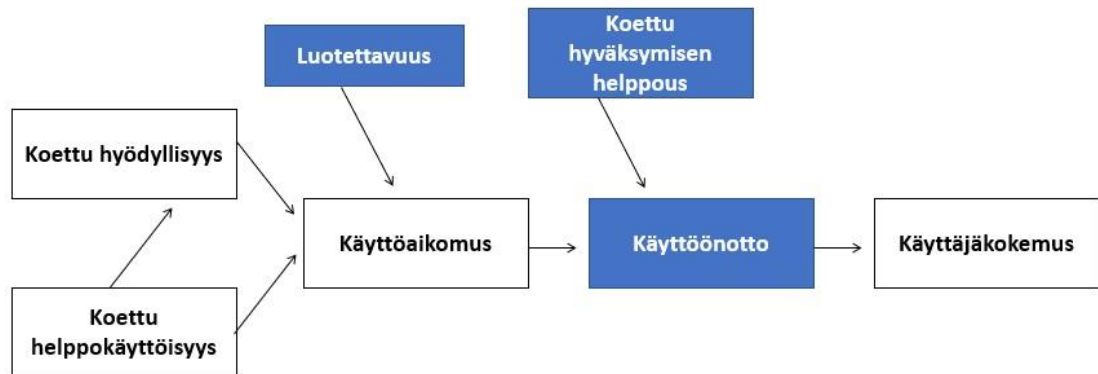 Luotettavuus
Koettu
hyväksymisen
helppous
Koettu hyödyllisyys
Käyttöaikomus
Käyttöönotto
Käyttäjäkokemus
Koettu
helppokäyttöisyys